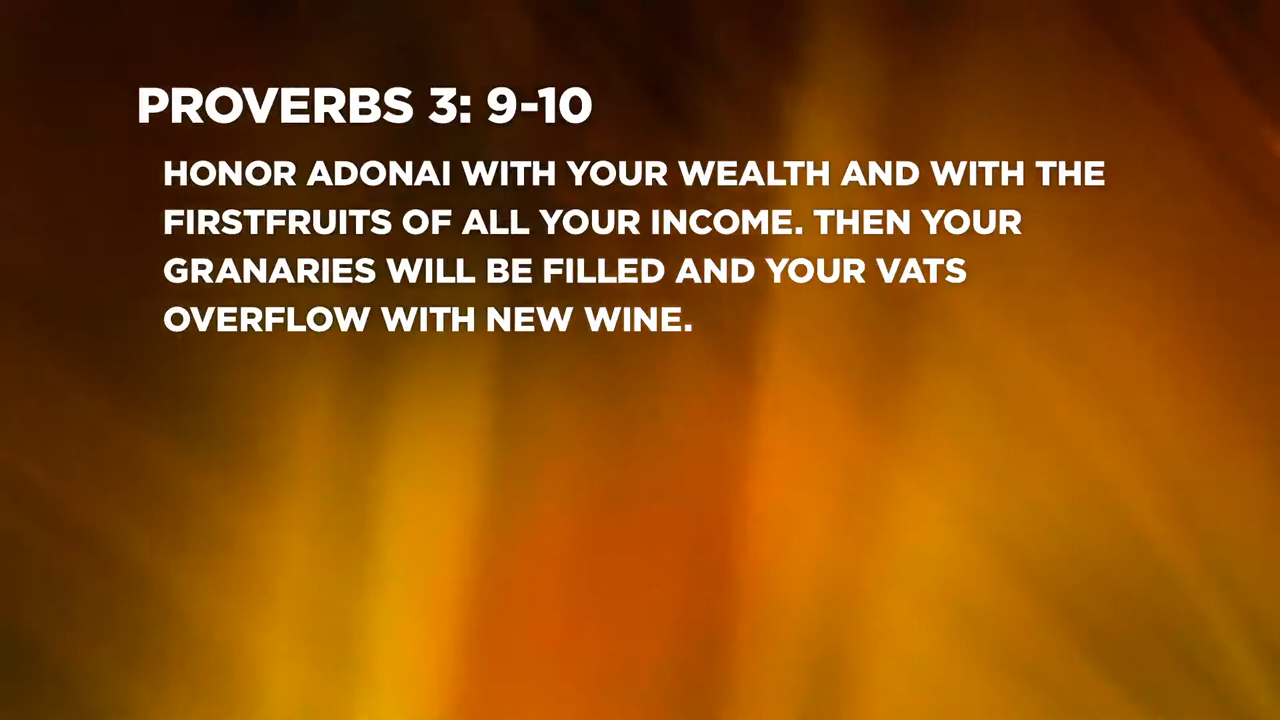 PROVERBS 3: 9-10
HONOR ADONAI WITH YOUR WEALTH AND WITH THE
FIRSTFRUITS OF ALL YOUR INCOME. THEN YOUR
GRANARIES WILL BE FILLED AND YOUR VATS
OVERFLOW WITH NEW WINE.